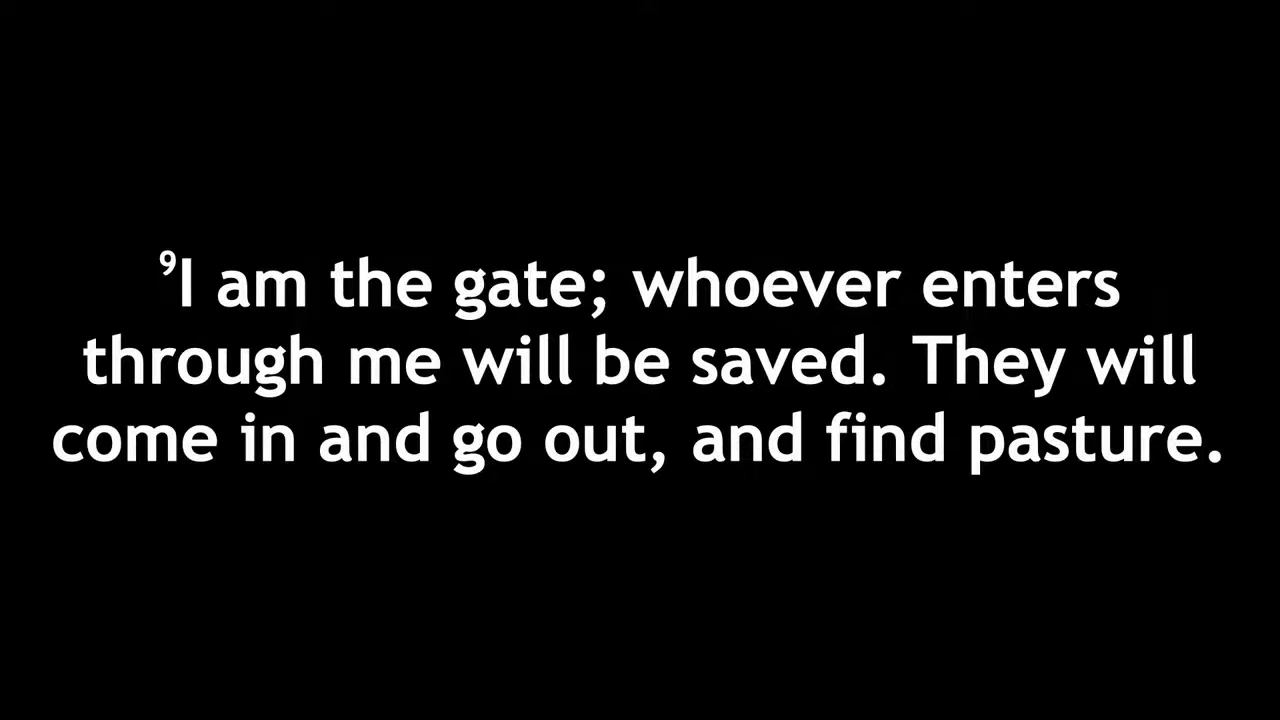 ⁹I am the gate; whoever enters
through me will be saved. They will
come in and go out, and find pasture.